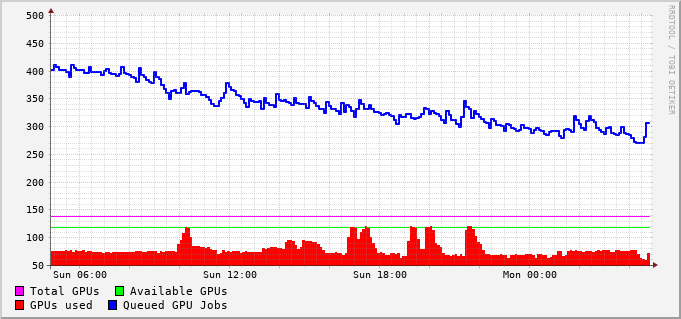 500
450
400
350
300
250
200
150
100
50
Sun 06:00 Sun 12:00 Sun 18:00 Mon 00:00
Total GPUs Available GPUs
GPUs used Queued GPU Jobs
RRDTOOL / TOBI OETIKER